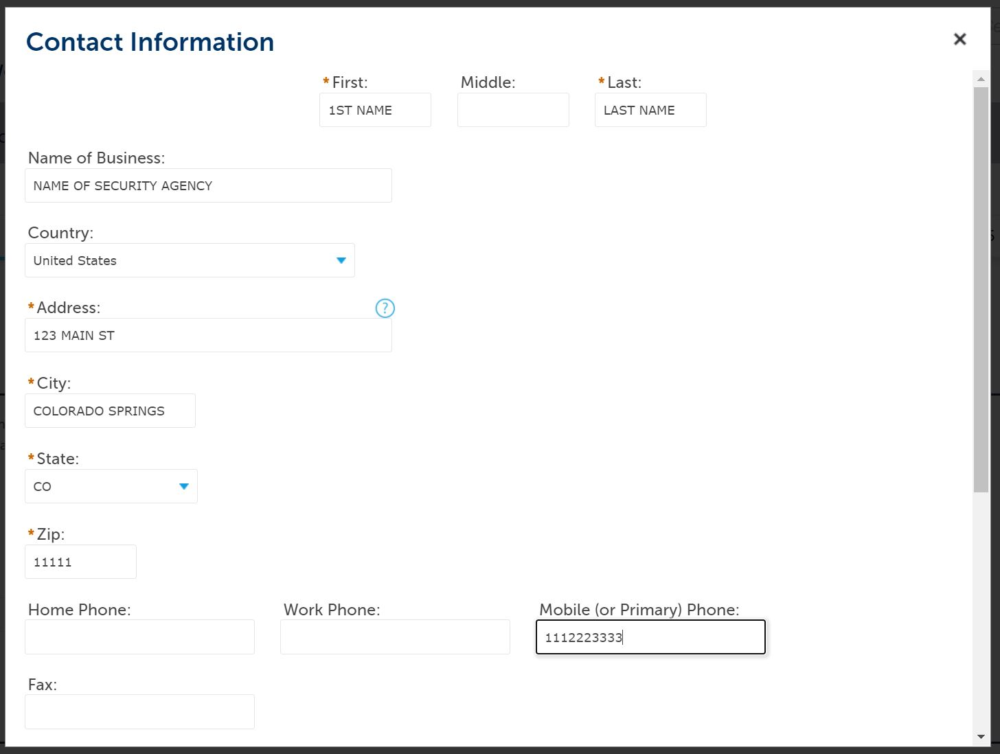 Contact Information
* First: Middle: * Last:
1ST NAME LAST NAME
Name of Business:
NAME OF SECURITY AGENCY
Country:
United States
* Address: ?
123 MAIN ST
* City:
COLORADO SPRINGS
* State:
CO
* Zip:
11111
Home Phone: Work Phone: Mobile (or Primary) Phone:
1112223333
Fax: